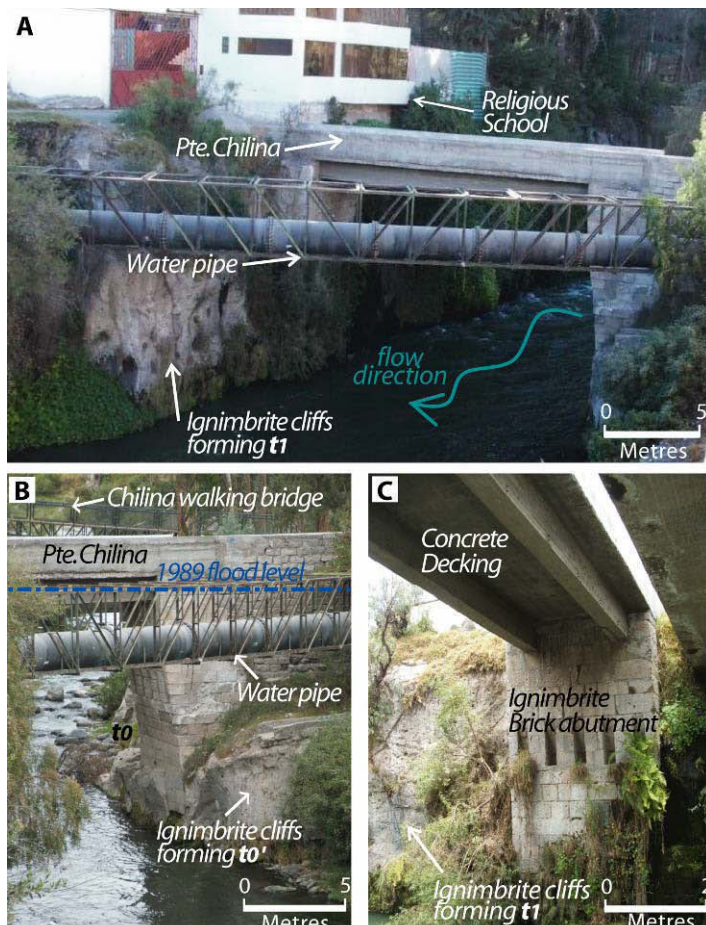 A
Religious
School
Pte. Chilina
Water pipe
flow
direction
Ignimbrite cliffs
forming t1
0 5
Metres
B
Chilina walking bridge
Pte. Chilina
1989 flood level
Water pipe
t0
Ignimbrite cliffs
forming t0'
0 5
Metres
C
Concrete
Decking
Ignimbrite
Brick abutment
Ignimbrite cliffs
forming t1
0 2
Metres